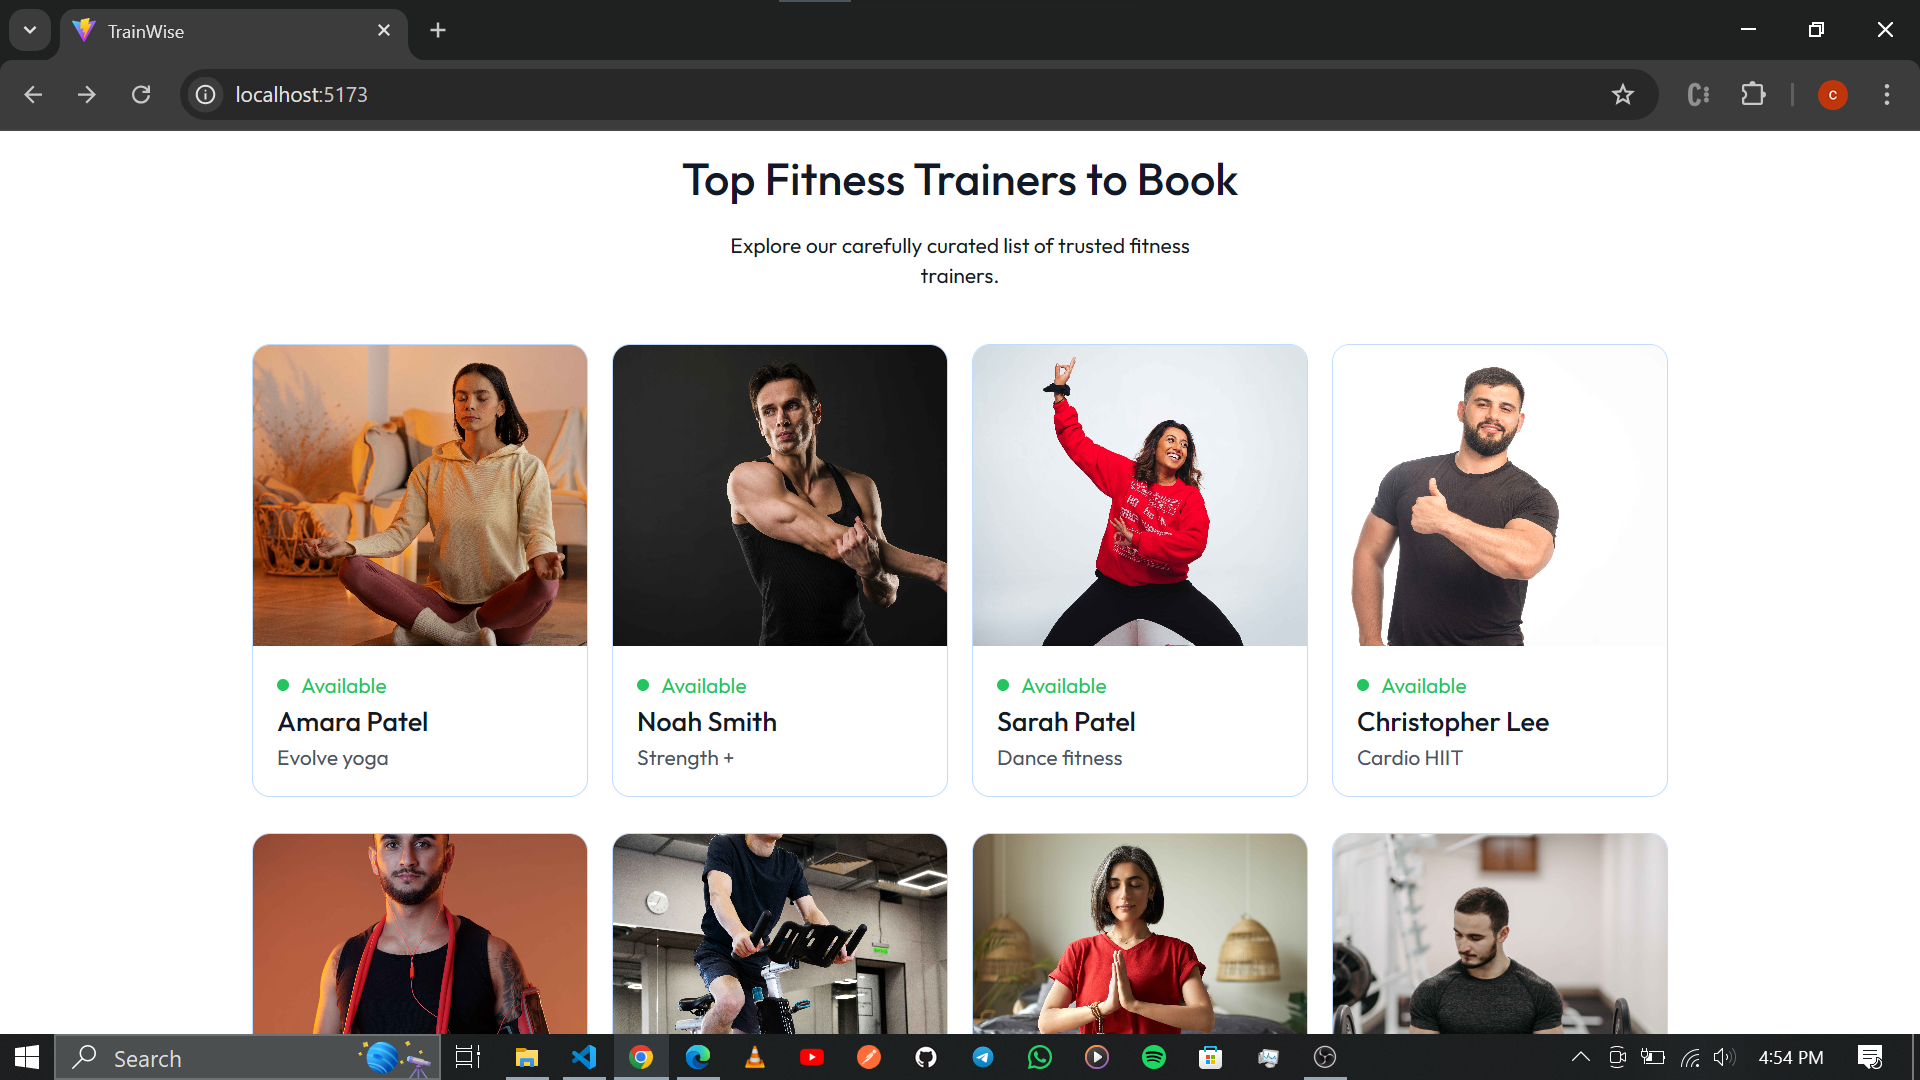 TrainWise
localhost:5173
C
Top Fitness Trainers to Book
Explore our carefully curated list of trusted fitness
trainers.
Available
Amara Patel
Evolve yoga
Available
Noah Smith
Strength +
Available
Sarah Patel
Dance fitness
Available
Christopher Lee
Cardio HIIT
Search
4:54 PM